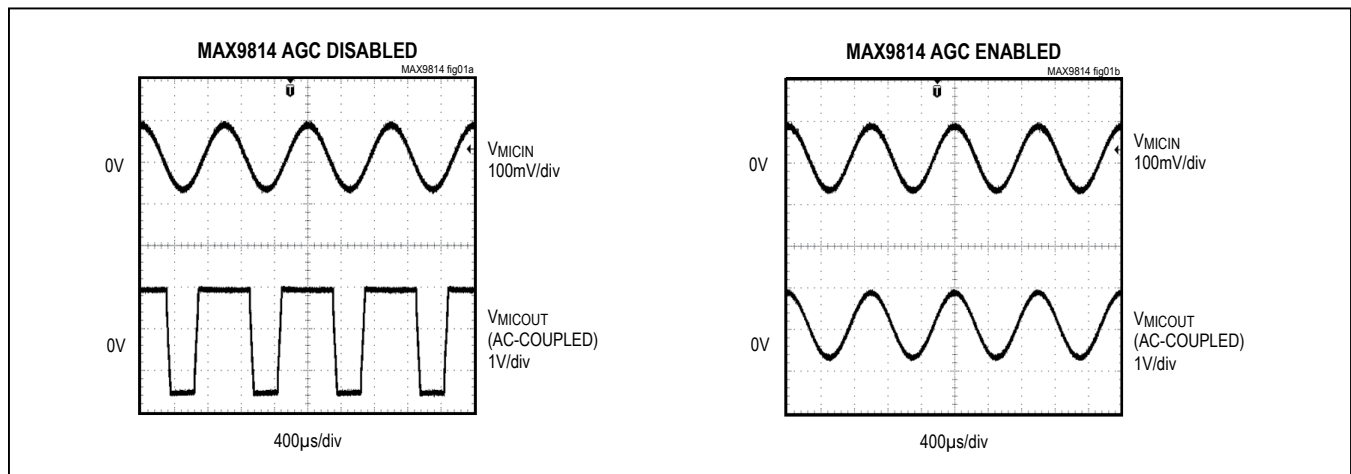 MAX9814 AGC DISABLED
MAX9814 fig01a
T
0V
VMICIN
100mV/div
0V
VMICOUT
(AC-COUPLED)
1V/div
400µs/div
MAX9814 AGC ENABLED
MAX9814 fig01b
T
0V
VMICIN
100mV/div
0V
VMICOUT
(AC-COUPLED)
1V/div
400µs/div